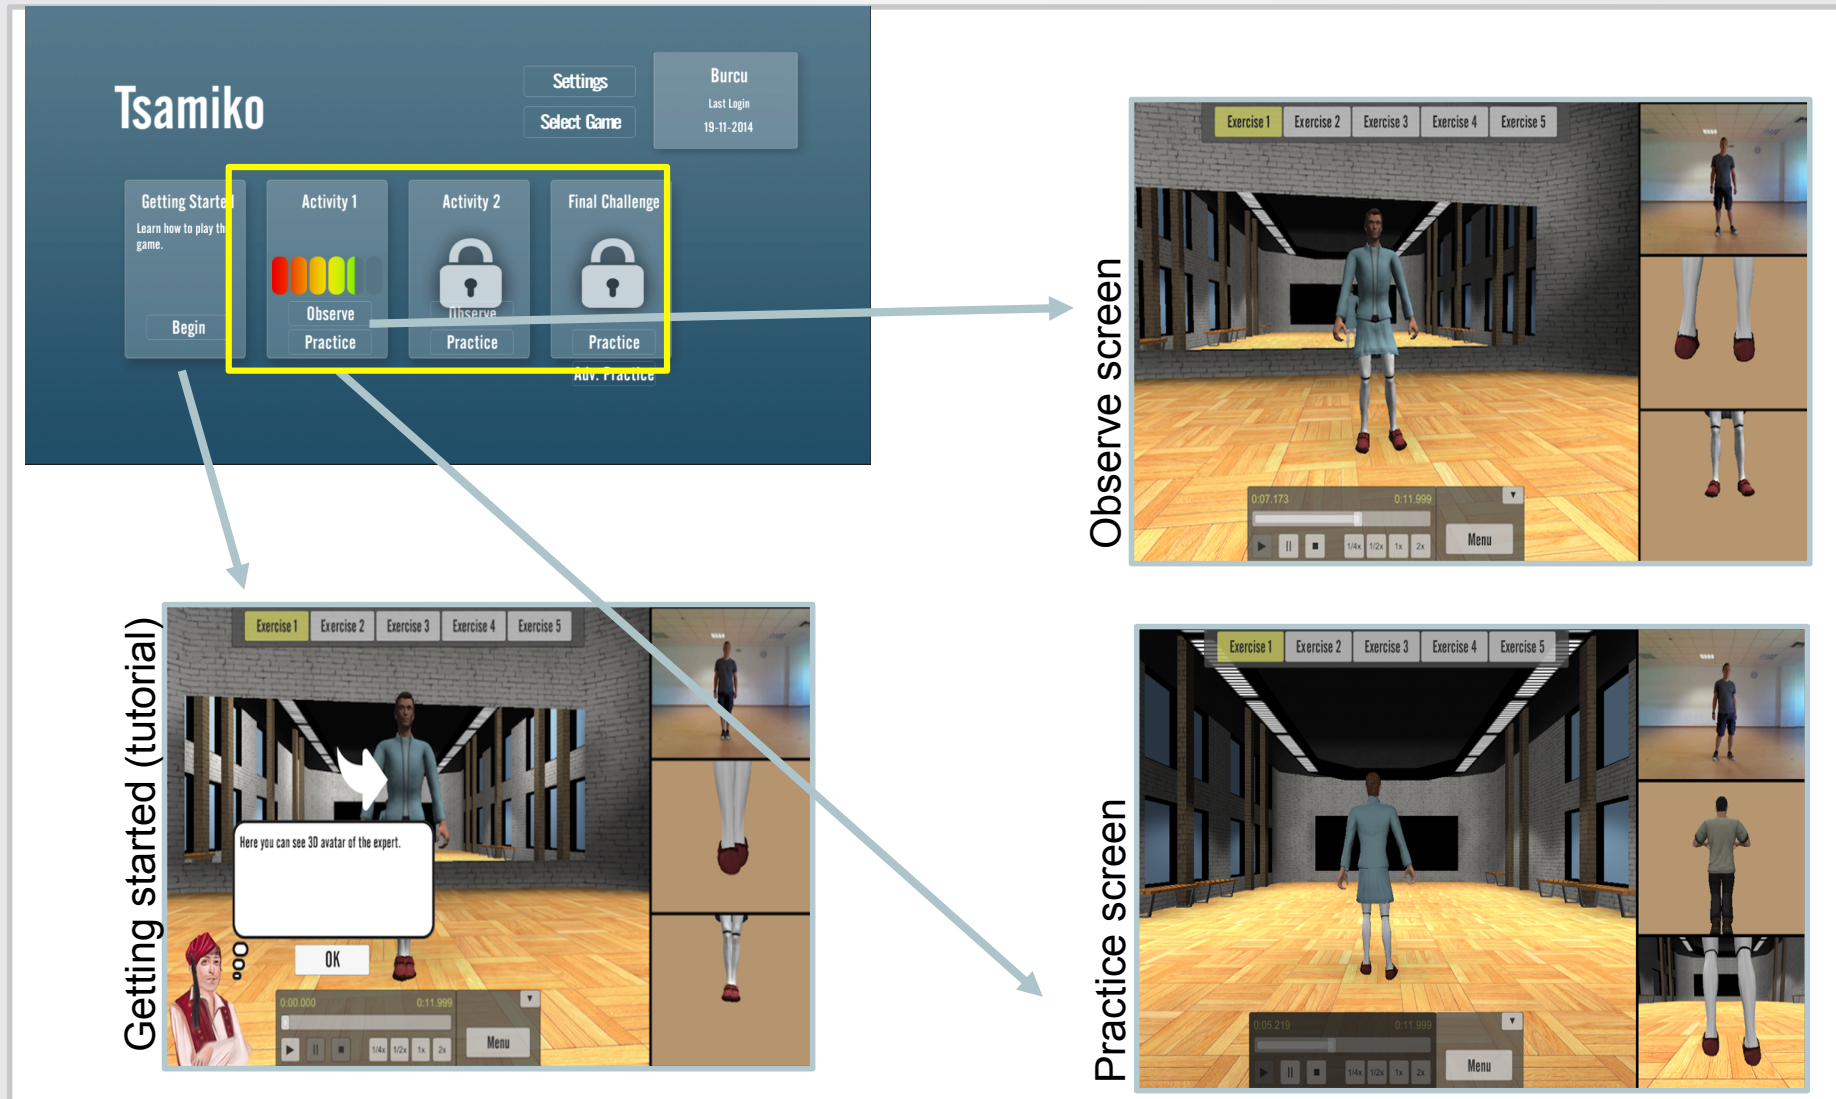 Tsamiko
Settings
Select Game
Burcu
Last Login
19-11-2014
Getting Starte
Learn how to play th
game.
Begin
Activity 1
Observe
Practice
Activity 2
Observe
Practice
Final Challenge
Practice
Adv. Practice
Observe screen
Exercise 1 Exercise 2 Exercise 3 Exercise 4 Exercise 5
0:07.173 0:11.999
1/4x 1/2x 1x 2x
Menu
Getting started (tutorial)
Exercise 1 Exercise 2 Exercise 3 Exercise 4 Exercise 5
Here you can see 3D avatar of the expert.
OK
0:00.000 0:11.999
1/4x 1/2x 1x 2x
Menu
Practice screen
Exercise 1 Exercise 2 Exercise 3 Exercise 4 Exercise 5
0:05.219 0:11.999
1/4x 1/2x 1x 2x
Menu